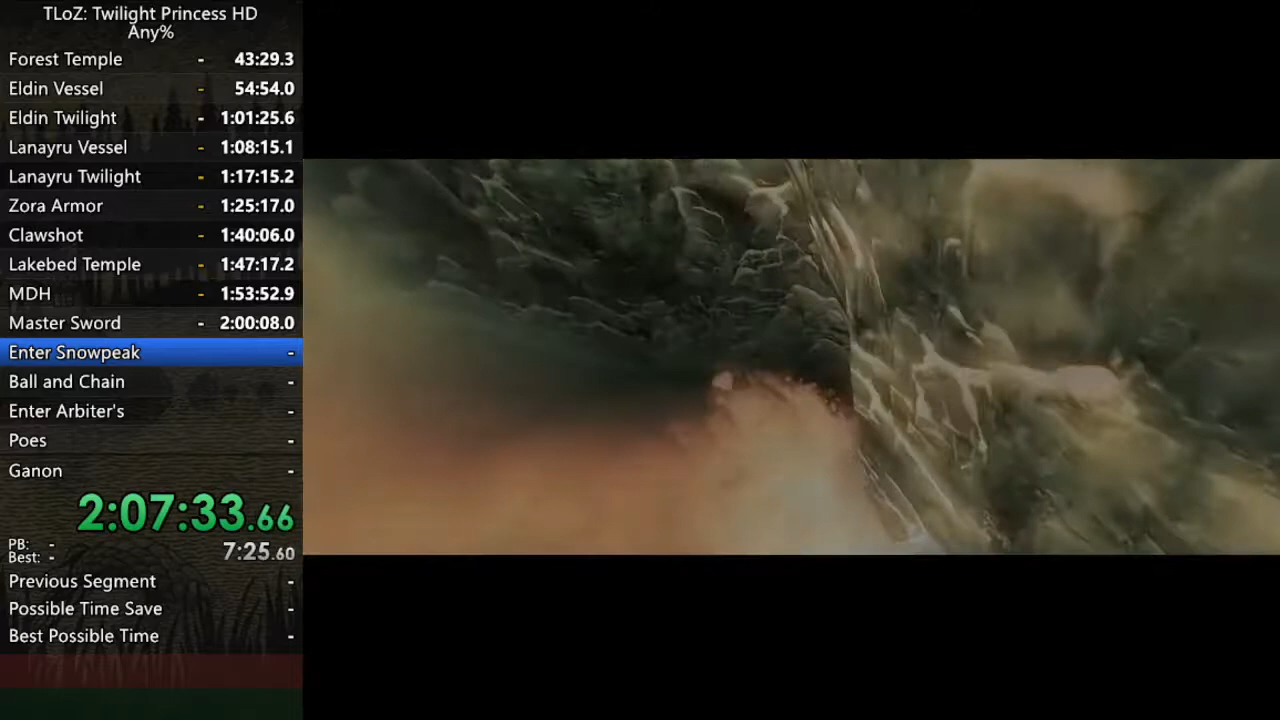 TLoZ: Twilight Princess HD
Any%
Forest Temple - 43:29.3
Eldin Vessel - 54:54.0
Eldin Twilight - 1:01:25.6
Lanayru Vessel - 1:08:15.1
Lanayru Twilight - 1:17:15.2
Zora Armor - 1:25:17.0
Clawshot - 1:40:06.0
Lakebed Temple - 1:47:17.2
MDH - 1:53:52.9
Master Sword - 2:00:08.0
Enter Snowpeak -
Ball and Chain -
Enter Arbiter's -
Poes -
Ganon -
2:07:33.66
PB: -
Best: - 7:25.60
Previous Segment -
Possible Time Save -
Best Possible Time -